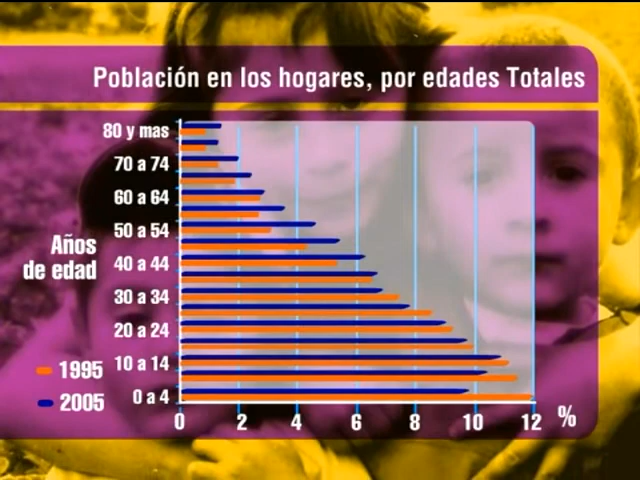 Población en los hogares, por edades Totales
80 y mas
70 a 74
60 a 64
50 a 54
Años
de edad
40 a 44
30 a 34
20 a 24
10 a 14
1995
0 a 4
2005
0 2 4 6 8 10 12 %